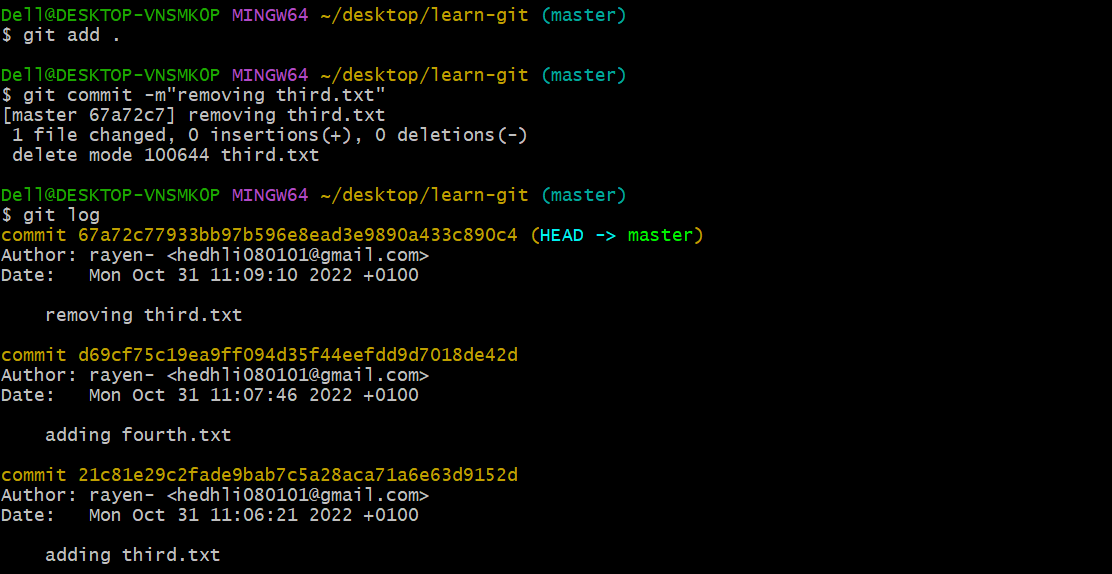 Dell@DESKTOP-VNSMK0P MINGW64 ~/desktop/learn-git (master)
$ git add .
Dell@DESKTOP-VNSMK0P MINGW64 ~/desktop/learn-git (master)
$ git commit -m"removing third.txt"
[master 67a72c7] removing third.txt
 1 file changed, 0 insertions(+), 0 deletions(-)
 delete mode 100644 third.txt
Dell@DESKTOP-VNSMK0P MINGW64 ~/desktop/learn-git (master)
$ git log
commit 67a72c77933bb97b596e8ead3e9890a433c890c4 (HEAD -> master)
Author: rayen- <hedhli080101@gmail.com>
Date:   Mon Oct 31 11:09:10 2022 +0100
    removing third.txt
commit d69cf75c19ea9ff094d35f44eefdd9d7018de42d
Author: rayen- <hedhli080101@gmail.com>
Date:   Mon Oct 31 11:07:46 2022 +0100
    adding fourth.txt
commit 21c81e29c2fade9bab7c5a28aca71a6e63d9152d
Author: rayen- <hedhli080101@gmail.com>
Date:   Mon Oct 31 11:06:21 2022 +0100
    adding third.txt